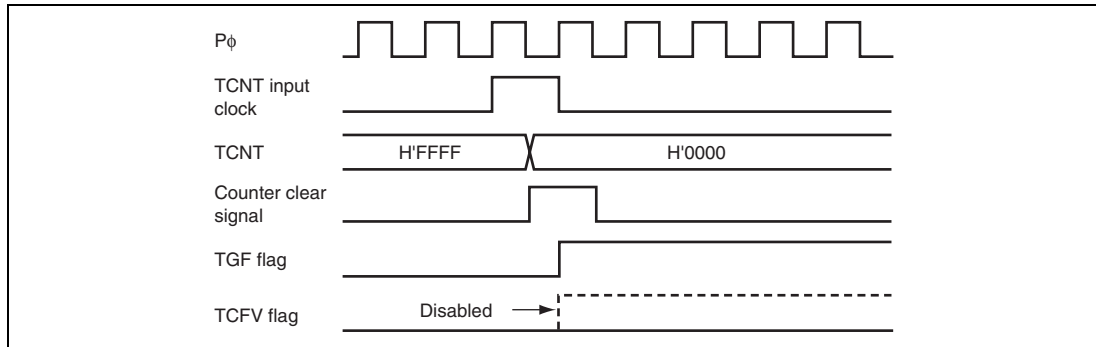 Pϕ
TCNT input
clock
TCNT
H'FFFF
H'0000
Counter clear
signal
TGF flag
TCFV flag
Disabled